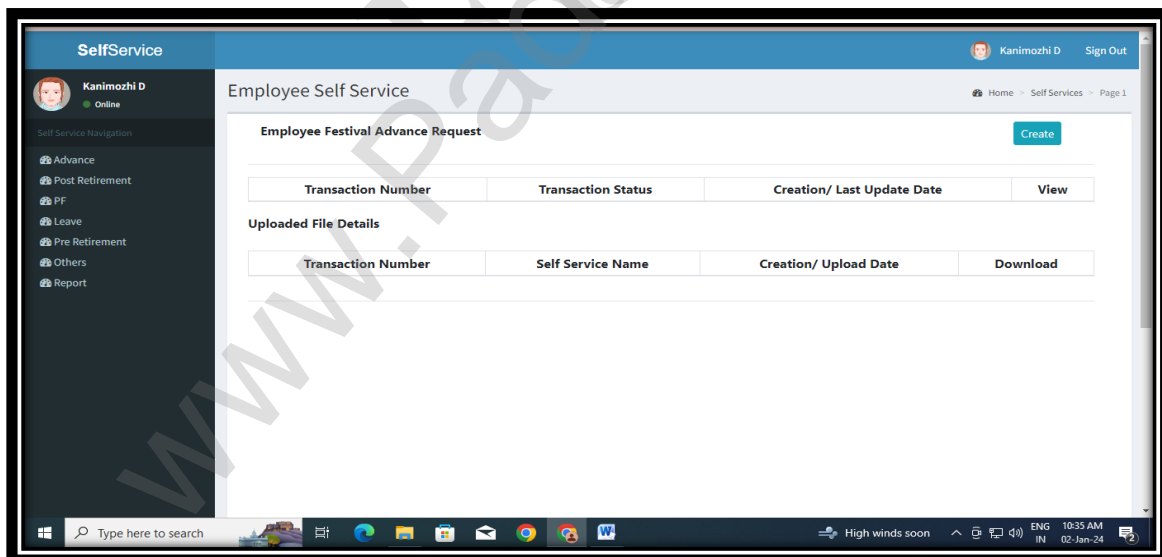 SelfService
Kanimozhi D Sign Out
Kanimozhi D
Online
Employee Self Service
Home > Self Services > Page 1
Self Service Navigation
Advance
Post Retirement
PF
Leave
Pre Retirement
Others
Report
Employee Festival Advance Request
Create
Transaction Number Transaction Status Creation/ Last Update Date View
Uploaded File Details
Transaction Number Self Service Name Creation/ Upload Date Download
Type here to search
High winds soon
ENG 10:35 AM
IN 02-Jan-24
2